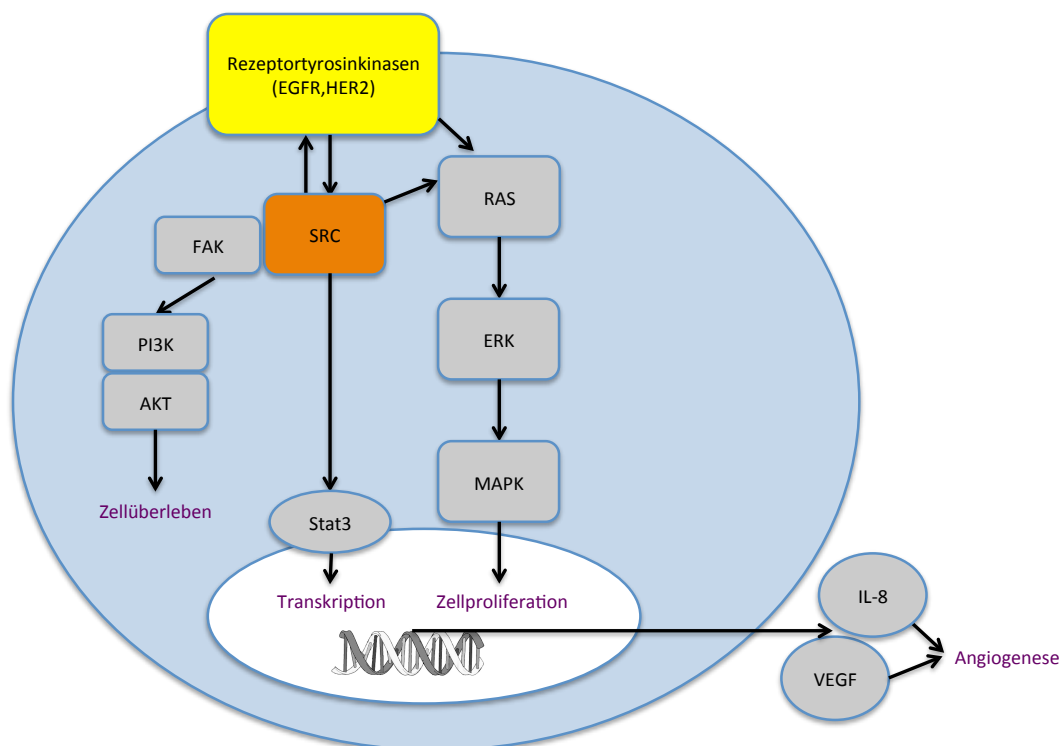 Rezeptortyrosinkinasen
(EGFR,HER2)
RAS
SRC
FAK
PI3K
ERK
AKT
MAPK
Zellüberleben
Stat3
Transkription
Zellproliferation
IL-8
VEGF
Angiogenese